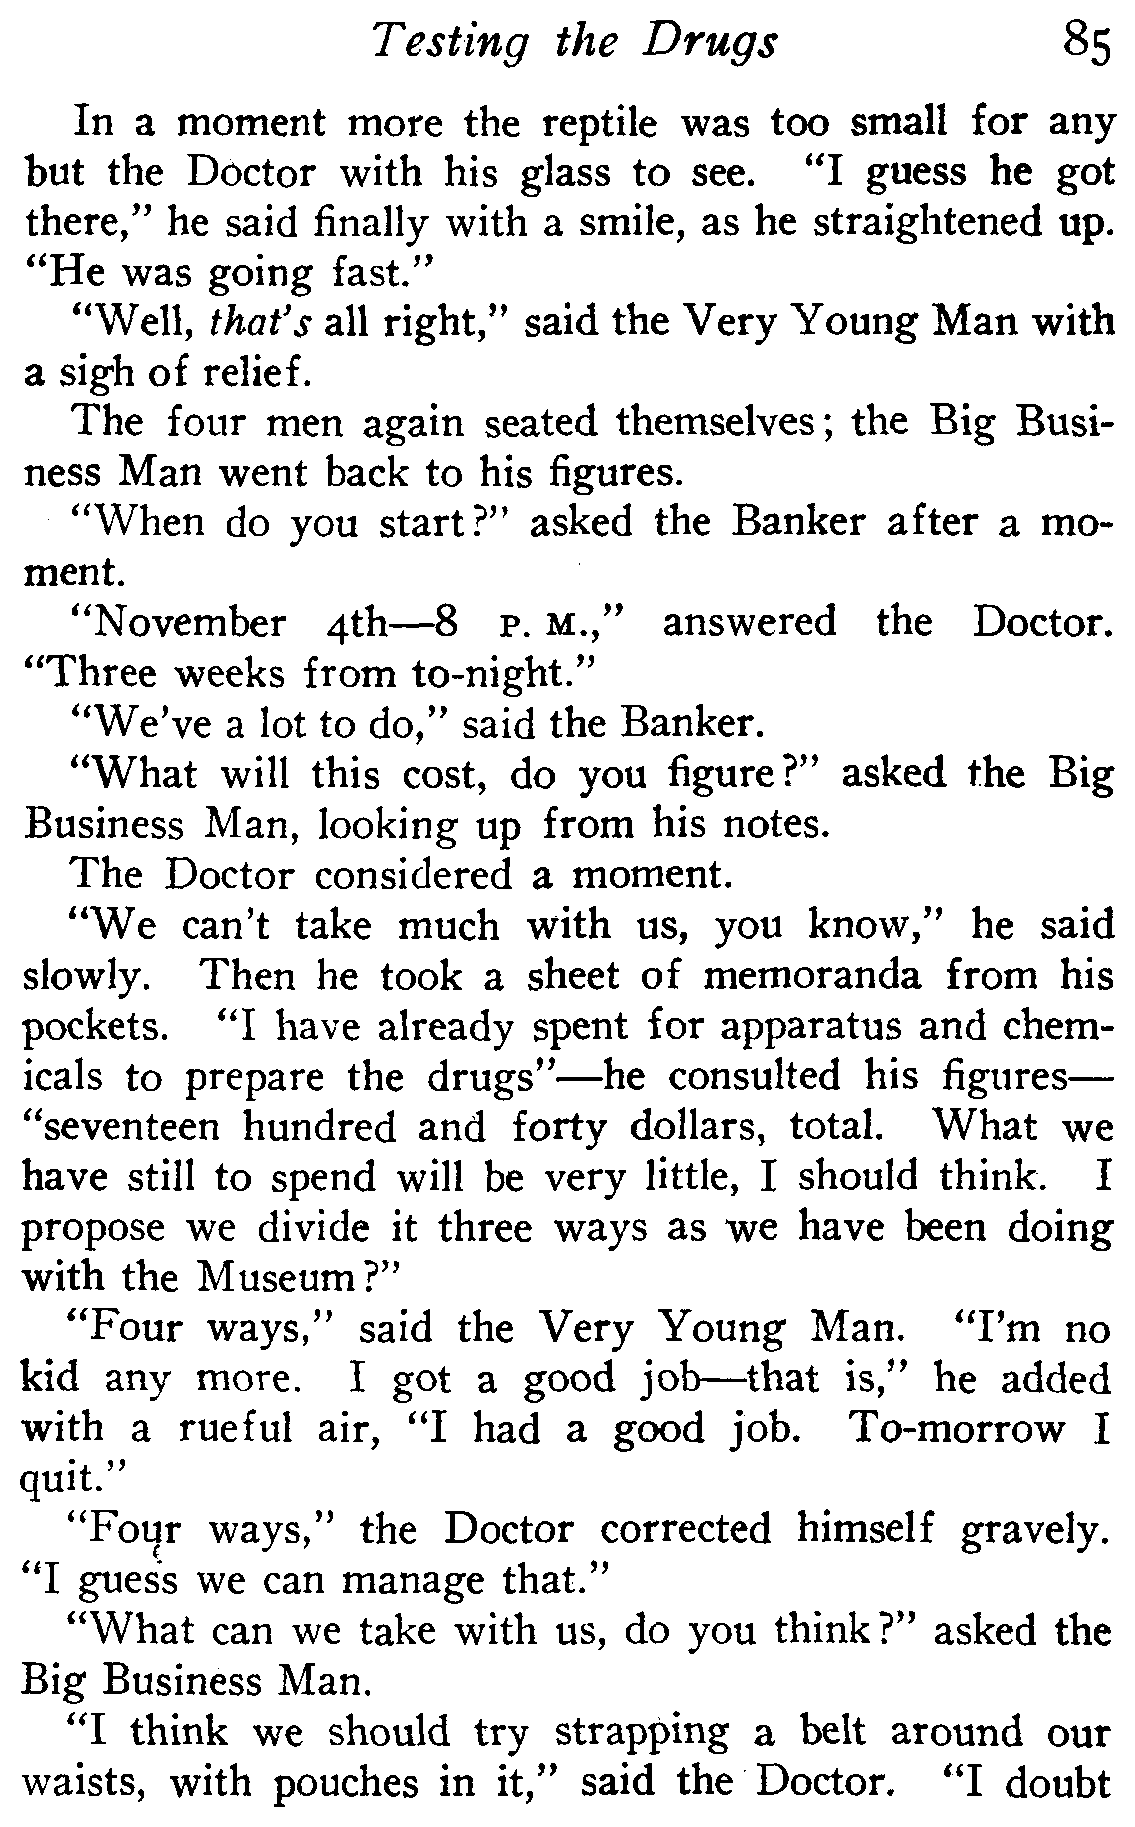 Testing the Drugs 85
In a moment more the reptile was too small for any
but the Doctor with his glass to see. “I guess he got
there,” he said finally with a smile, as he straightened up.
“He was going fast.”
“Well, that’s all right,” said the Very Young Man with
a sigh of relief.
The four men again seated themselves; the Big Busi-
ness Man went back to his figures.
“When do you start?” asked the Banker after a mo-
ment.
“November 4th—8 P. M.,” answered the Doctor.
“Three weeks from to-night.”
“We’ve a lot to do,” said the Banker.
“What will this cost, do you figure?” asked the Big
Business Man, looking up from his notes.
The Doctor considered a moment.
“We can’t take much with us, you know,” he said
slowly. Then he took a sheet of memoranda from his
pockets. “I have already spent for apparatus and chem-
icals to prepare the drugs”—he consulted his figures—
“seventeen hundred and forty dollars, total. What we
have still to spend will be very little, I should think. I
propose we divide it three ways as we have been doing
with the Museum?”
“Four ways,” said the Very Young Man. “I’m no
kid any more. I got a good job—that is,” he added
with a rueful air, “I had a good job. To-morrow I
quit.”
“Four ways,” the Doctor corrected himself gravely.
“I guess we can manage that.”
“What can we take with us, do you think?” asked the
Big Business Man.
“I think we should try strapping a belt around our
waists, with pouches in it,” said the Doctor. “I doubt